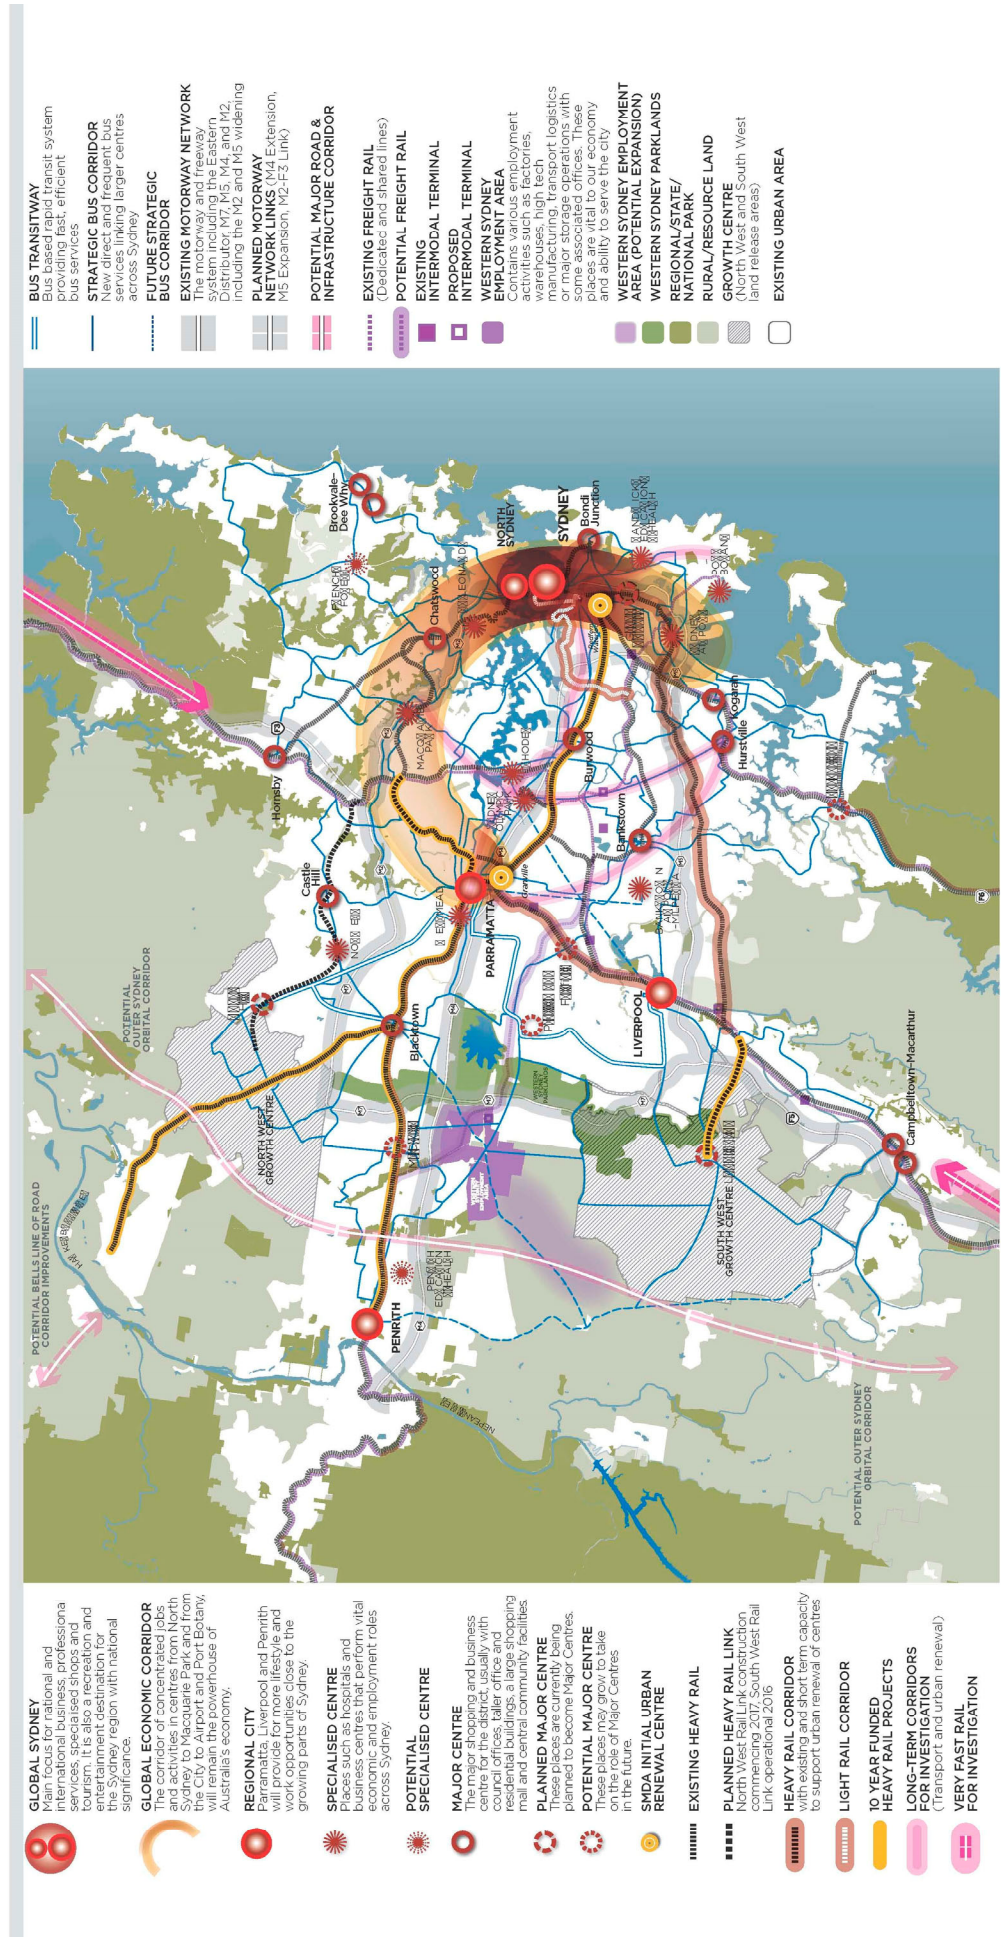 GLOBAL SYDNEY
Main focus for national and
international business, professiona
services, specialised shops and
tourism. It is also a recreation and
entertainment destination for
the Sydney region with national
significance.
GLOBAL ECONOMIC CORRIDOR
The corridor of concentrated jobs
and activities in centres from North
Sydney to Macquarie Park and from
the City to Airport and Port Botany,
will remain the powerhouse of
Australia's economy.
REGIONAL CITY
Parramatta, Liverpool and Penrith
will provide for more lifestyle and
work opportunities close to the
growing parts of Sydney.
SPECIALISED CENTRE
Places such as hospitals and
business centres that perform vital
economic and employment roles
across Sydney.
POTENTIAL
SPECIALISED CENTRE
MAJOR CENTRE
The major shopping and business
centre for the district, usually with
council offices, taller office and
residential buildings, a large shopping
mall and central community facilities.
PLANNED MAJOR CENTRE
These places are currently being
planned to become Major Centres.
POTENTIAL MAJOR CENTRE
These places may grow to take
on the role of Major Centres
in the future.
SMDA INITIAL URBAN
RENEWAL CENTRE
EXISTING HEAVY RAIL
PLANNED HEAVY RAIL LINK
North West Rail Link construction
commencing 2017, South West Rail
Link operational 2016
HEAVY RAIL CORRIDOR
with existing and short term capacity
to support urban renewal of centres
LIGHT RAIL CORRIDOR
10 YEAR FUNDED
HEAVY RAIL PROJECTS
LONG-TERM CORRIDORS
FOR INVESTIGATION
(Transport and urban renewal)
VERY FAST RAIL
FOR INVESTIGATION
POTENTIAL BELLS LINE OF ROAD
CORRIDOR IMPROVEMENTS
POTENTIAL
OUTER SYDNEY
ORBITAL CORRIDOR
NORTH WEST
GROWTH CENTRE
Castle
Hill
Hornsby
F3
Brookvale-
Dee Why
Chatswood
NORTH
SYDNEY
SYDNEY
Bondi
Junction
PENRITH
Blacktown
PARRAMATTA
Granville
Burwood
Bankstown
Hurstville
Kogarah
LIVERPOOL
WESTERN
SYDNEY
PARKLANDS
WESTERN
SYDNEY
EMPLOYMENT
AREA
NEPEAN
SOUTH WEST
GROWTH CENTRE
Campbelltown-Macarthur
F5
F6
M4
M4
M7
M7
M7
M2
M2
M5
POTENTIAL OUTER SYDNEY
ORBITAL CORRIDOR
BUS TRANSITWAY
Bus based rapid transit system
providing fast, efficient
bus services
STRATEGIC BUS CORRIDOR
New direct and frequent bus
services linking larger centres
across Sydney
FUTURE STRATEGIC
BUS CORRIDOR
EXISTING MOTORWAY NETWORK
The motorway and freeway
system including the Eastern
Distributor, M7, M5, M4, and M2,
including the M2 and M5 widening
PLANNED MOTORWAY
NETWORK LINKS (M4 Extension,
M5 Expansion, M2-F3 Link)
POTENTIAL MAJOR ROAD &
INFRASTRUCTURE CORRIDOR
EXISTING FREIGHT RAIL
(Dedicated and shared lines)
POTENTIAL FREIGHT RAIL
EXISTING
INTERMODAL TERMINAL
PROPOSED
INTERMODAL TERMINAL
WESTERN SYDNEY
EMPLOYMENT AREA
Contains various employment
activities such as factories,
warehouses, high tech
manufacturing, transport logistics
or major storage operations with
some associated offices. These
places are vital to our economy
and ability to serve the city
WESTERN SYDNEY EMPLOYMENT
AREA (POTENTIAL EXPANSION)
WESTERN SYDNEY PARKLANDS
REGIONAL/STATE/
NATIONAL PARK
RURAL/RESOURCE LAND
GROWTH CENTRE
(North West and South West
land release areas)
EXISTING URBAN AREA